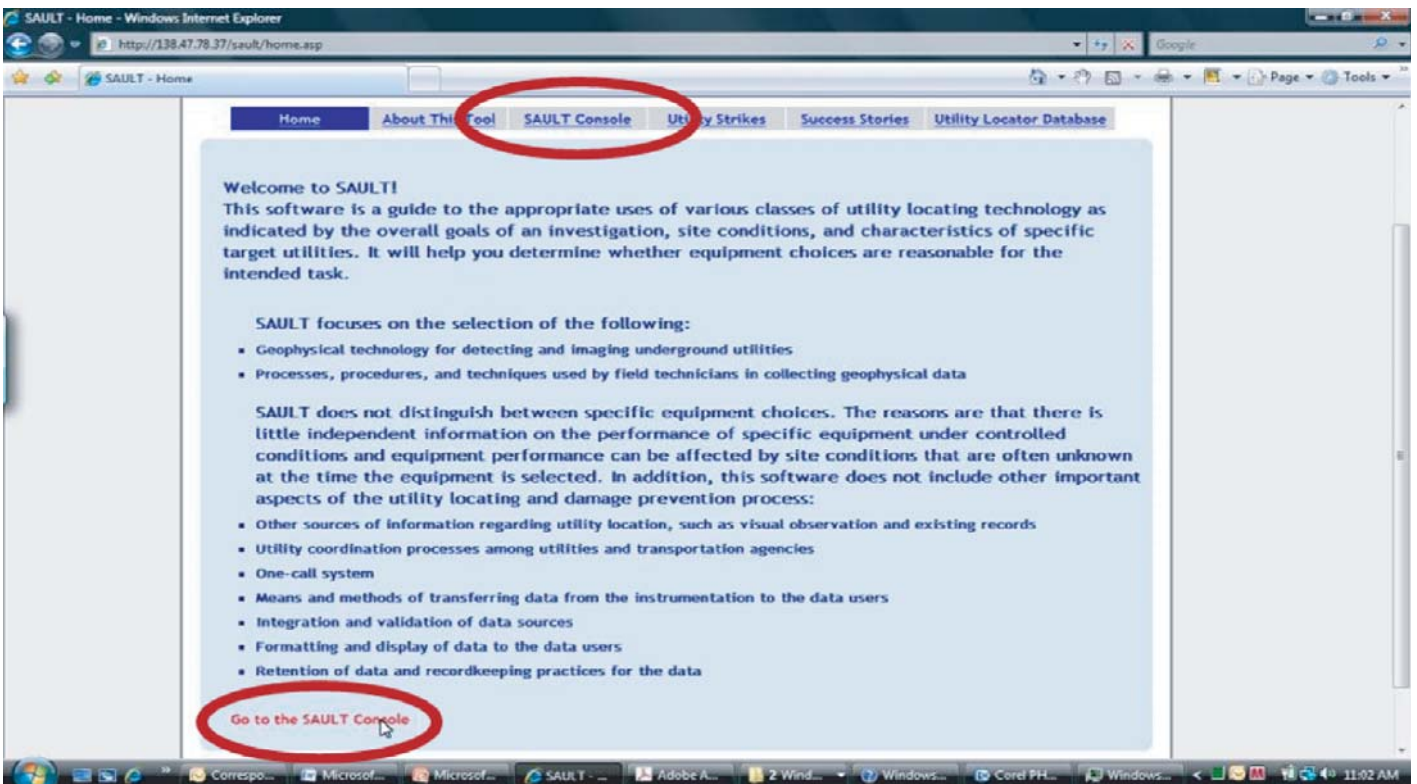 SAULT - Home - Windows Internet Explorer
http://138.47.78.37/sault/home.asp
Google
SAULT - Home
Page
Tools
Home
About This Tool
SAULT Console
Utility Strikes
Success Stories
Utility Locator Database
Welcome to SAULT!
This software is a guide to the appropriate uses of various classes of utility locating technology as
indicated by the overall goals of an investigation, site conditions, and characteristics of specific
target utilities. It will help you determine whether equipment choices are reasonable for the
intended task.
SAULT focuses on the selection of the following:
▪ Geophysical technology for detecting and imaging underground utilities
▪ Processes, procedures, and techniques used by field technicians in collecting geophysical data
SAULT does not distinguish between specific equipment choices. The reasons are that there is
little independent information on the performance of specific equipment under controlled
conditions and equipment performance can be affected by site conditions that are often unknown
at the time the equipment is selected. In addition, this software does not include other important
aspects of the utility locating and damage prevention process:
▪ Other sources of information regarding utility location, such as visual observation and existing records
▪ Utility coordination processes among utilities and transportation agencies
▪ One-call system
▪ Means and methods of transferring data from the instrumentation to the data users
▪ Integration and validation of data sources
▪ Formatting and display of data to the data users
▪ Retention of data and recordkeeping practices for the data
Go to the SAULT Console
Correspo...
Microsof...
Microsof...
SAULT - ...
Adobe A...
2 Wind...
Windows...
Corel PH...
Windows...
11:02 AM